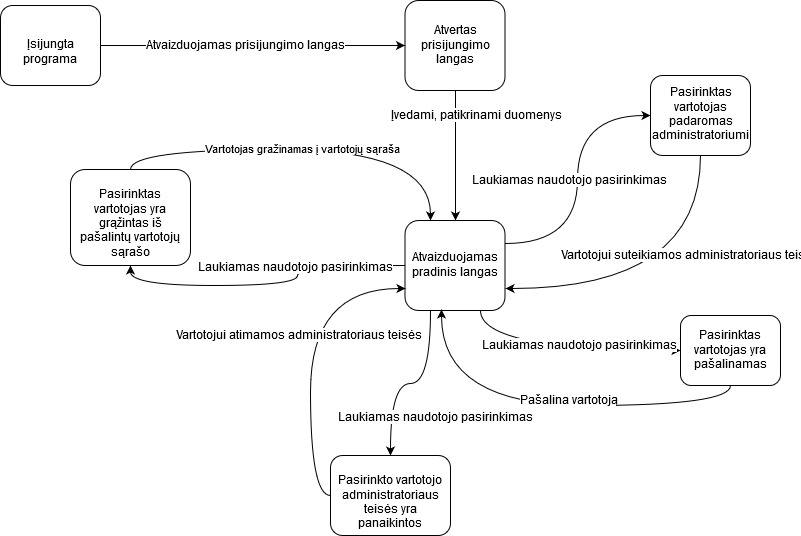 Įsijungta
programa
Atvaizduojamas prisijungimo langas
Atvertas
prisijungimo
langas
Įvedami, patikrinami duomenys
Pasirinktas
vartotojas
padaromas
administratoriumi
Vartotojas gražinamas į vartotojų sąraša
Laukiamas naudotojo pasirinkimas
Pasirinktas
vartotojas yra
grąžintas iš
pašalintų vartotojų
sąrašo
Atvaizduojamas
pradinis langas
Vartotojui suteikiamos administratoriaus teis
Laukiamas naudotojo pasirinkimas
Vartotojui atimamos administratoriaus teisės
Laukiamas naudotojo pasirinkimas
Pasirinktas
vartotojas yra
pašalinamas
Pašalina vartotoją
Laukiamas naudotojo pasirinkimas
Pasirinkto vartotojo
administratoriaus
teisės yra
panaikintos